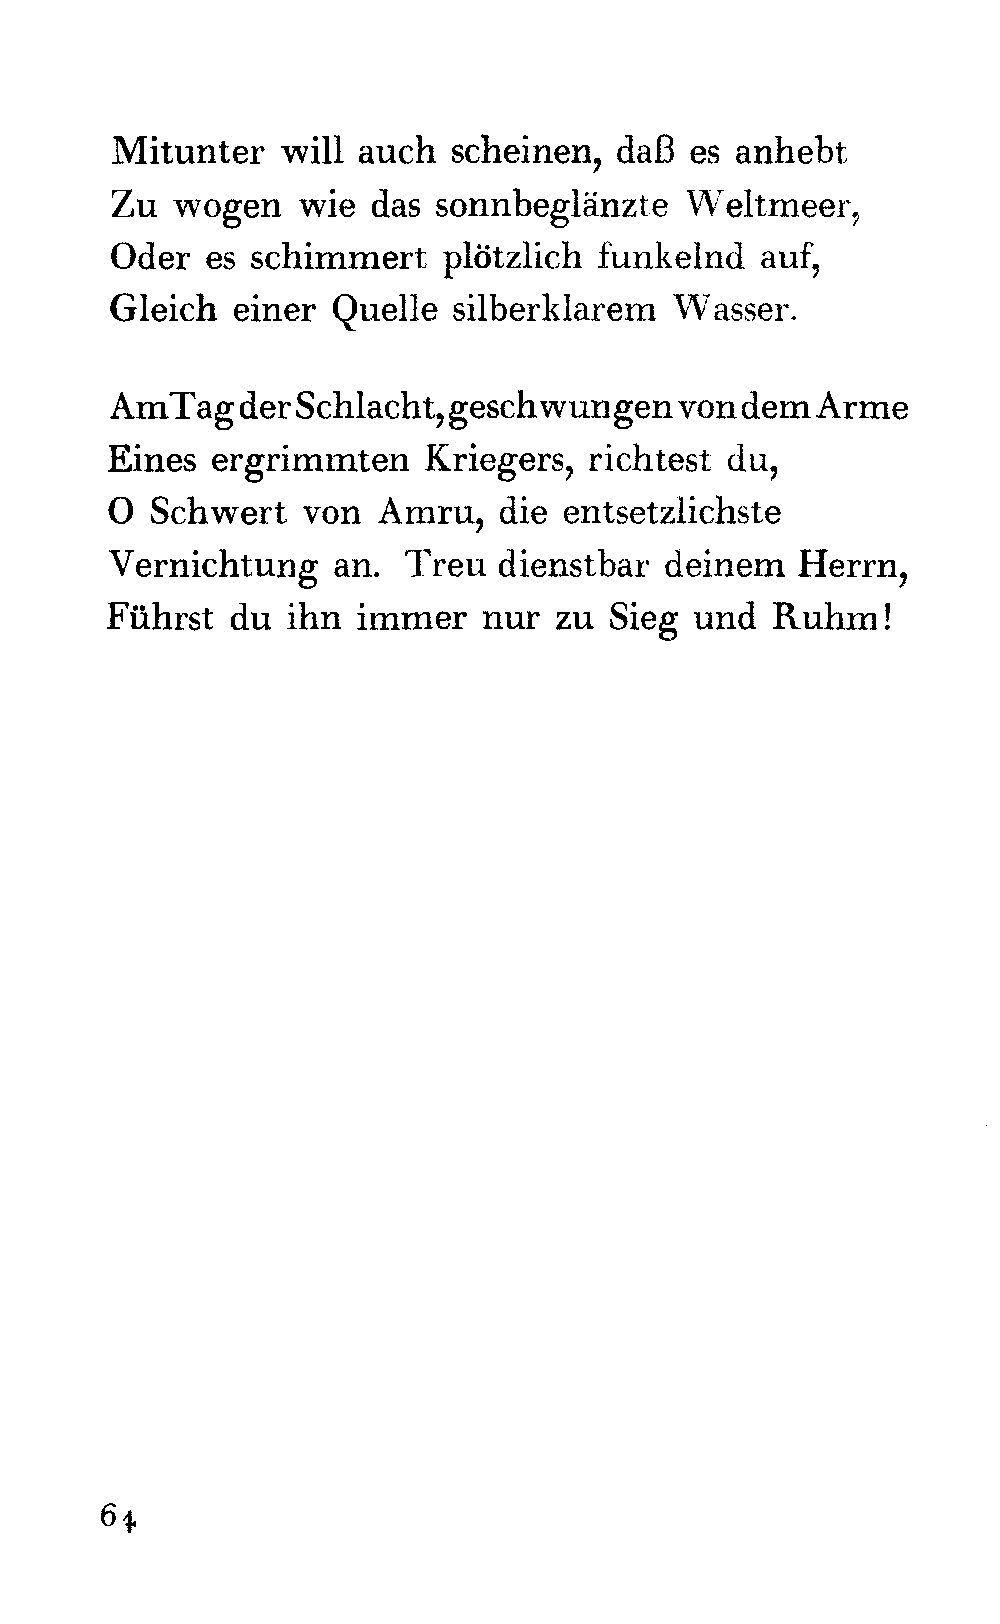 Mitunter will auch scheinen, daß es anhebt
Zu wogen wie das sonnbeglänzte Weltmeer,
Oder es schimmert plötzlich funkelnd auf,
Gleich einer Quelle silberklarem Wasser.

Am Tag der Schlacht, geschwungen von dem Arme
Eines ergrimmten Kriegers, richtest du,
O Schwert von Amru, die entsetzlichste
Vernichtung an. Treu dienstbar deinem Herrn,
Führst du ihn immer nur zu Sieg und Ruhm!

64